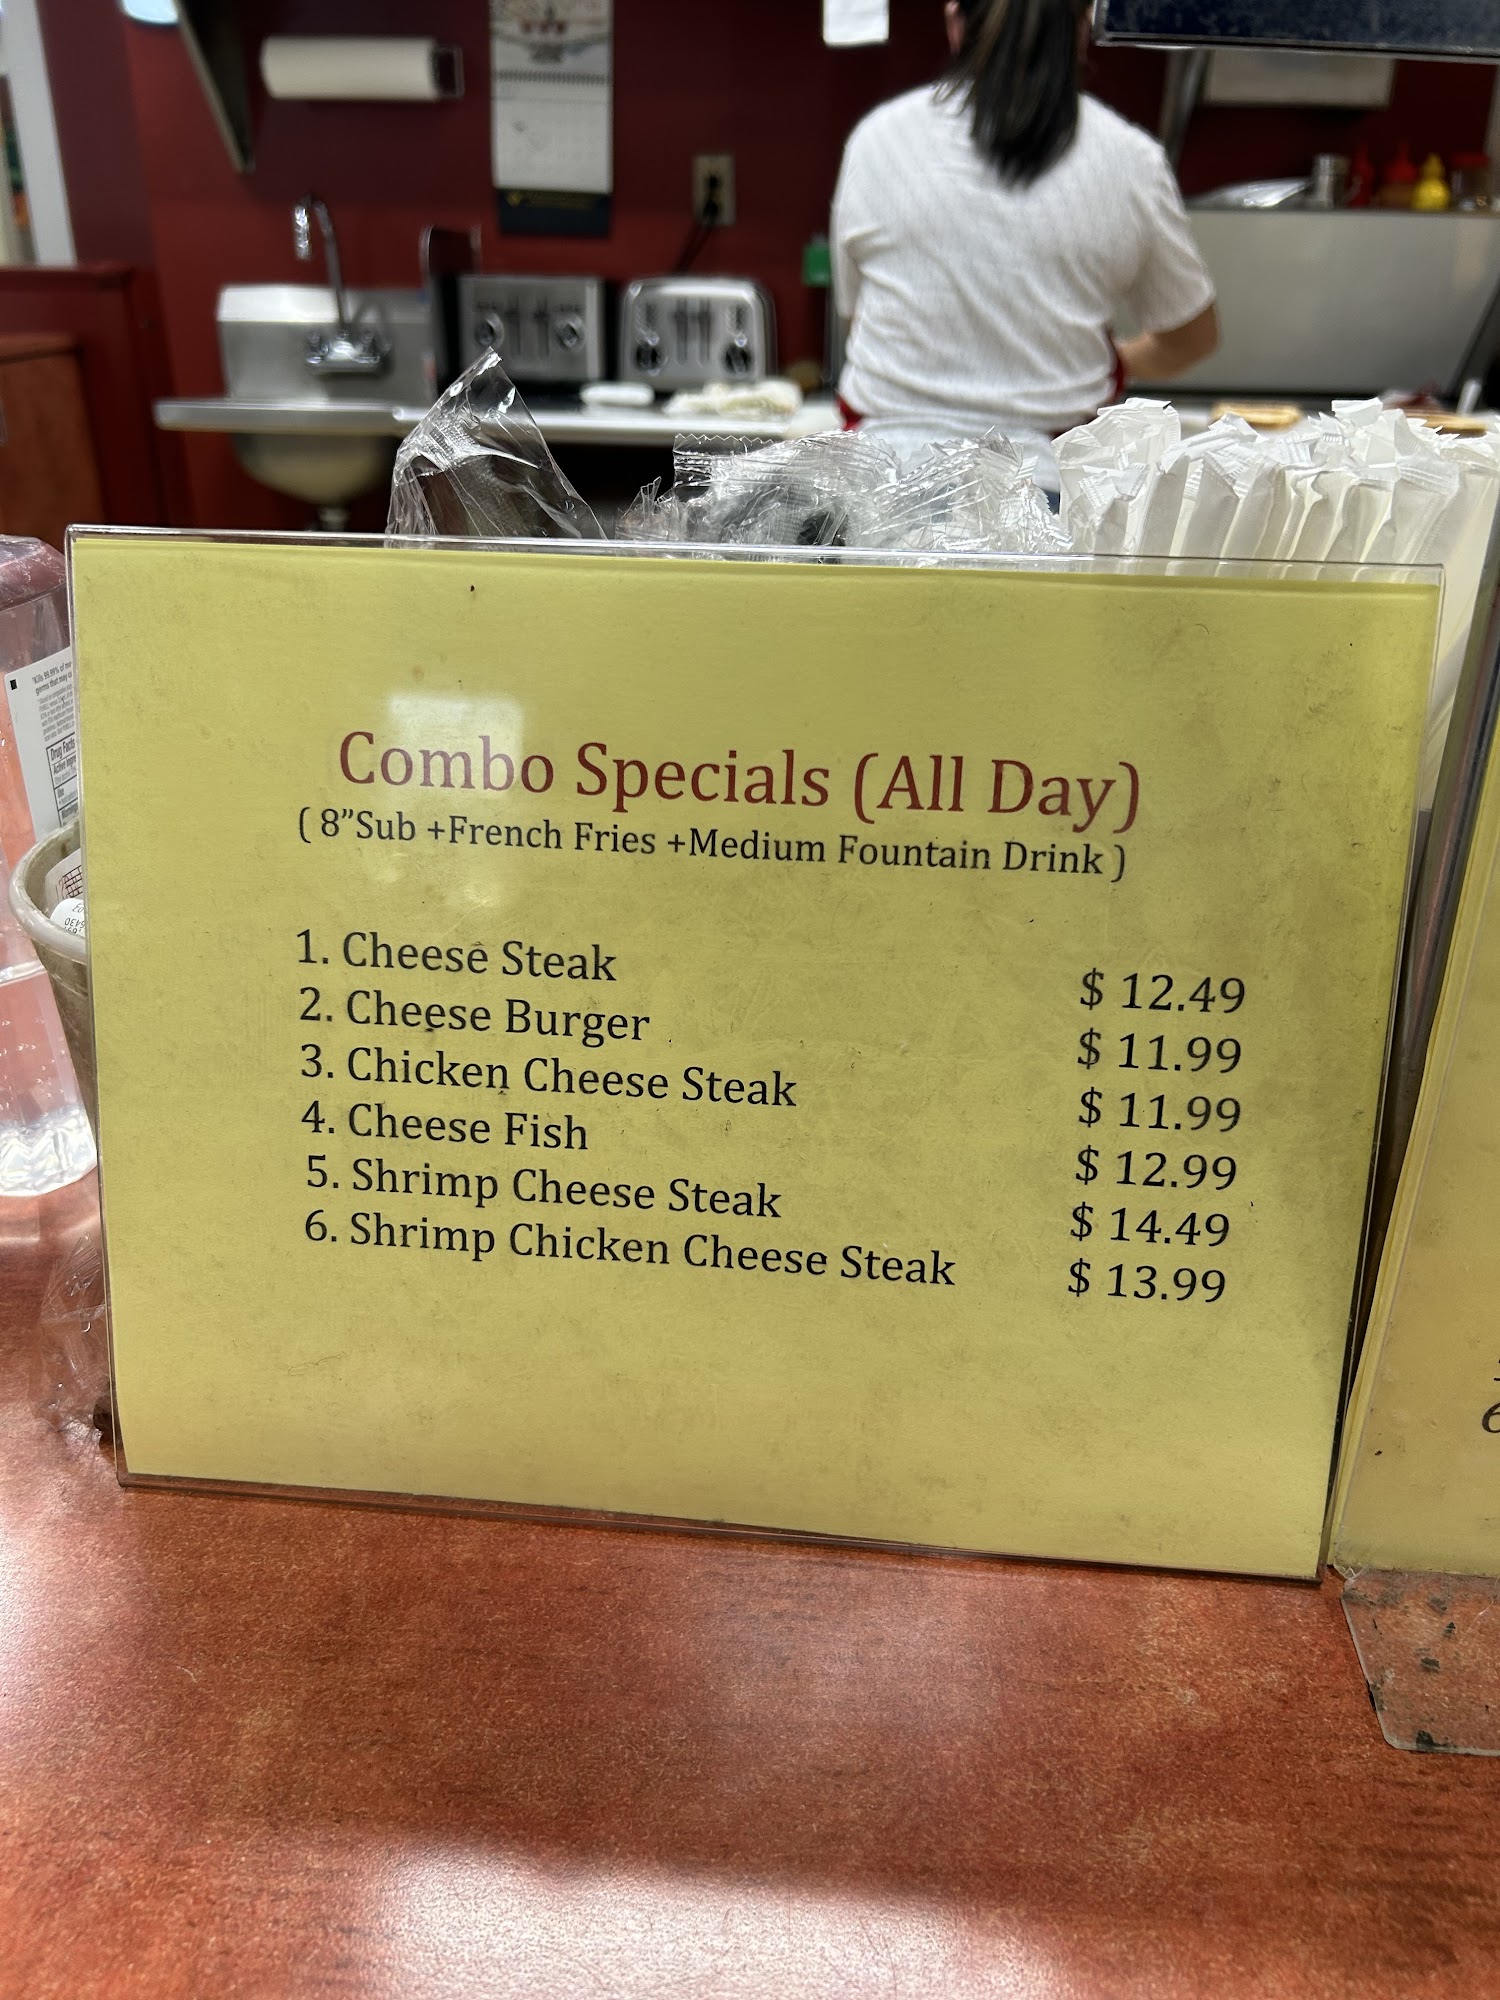 Combo Specials (All Day)
( 8”Sub +French Fries +Medium Fountain Drink )
1. Cheese Steak $ 12.49
2. Cheese Burger $ 11.99
3. Chicken Cheese Steak $ 11.99
4. Cheese Fish $ 12.99
5. Shrimp Cheese Steak $ 14.49
6. Shrimp Chicken Cheese Steak $ 13.99
Drug Facts